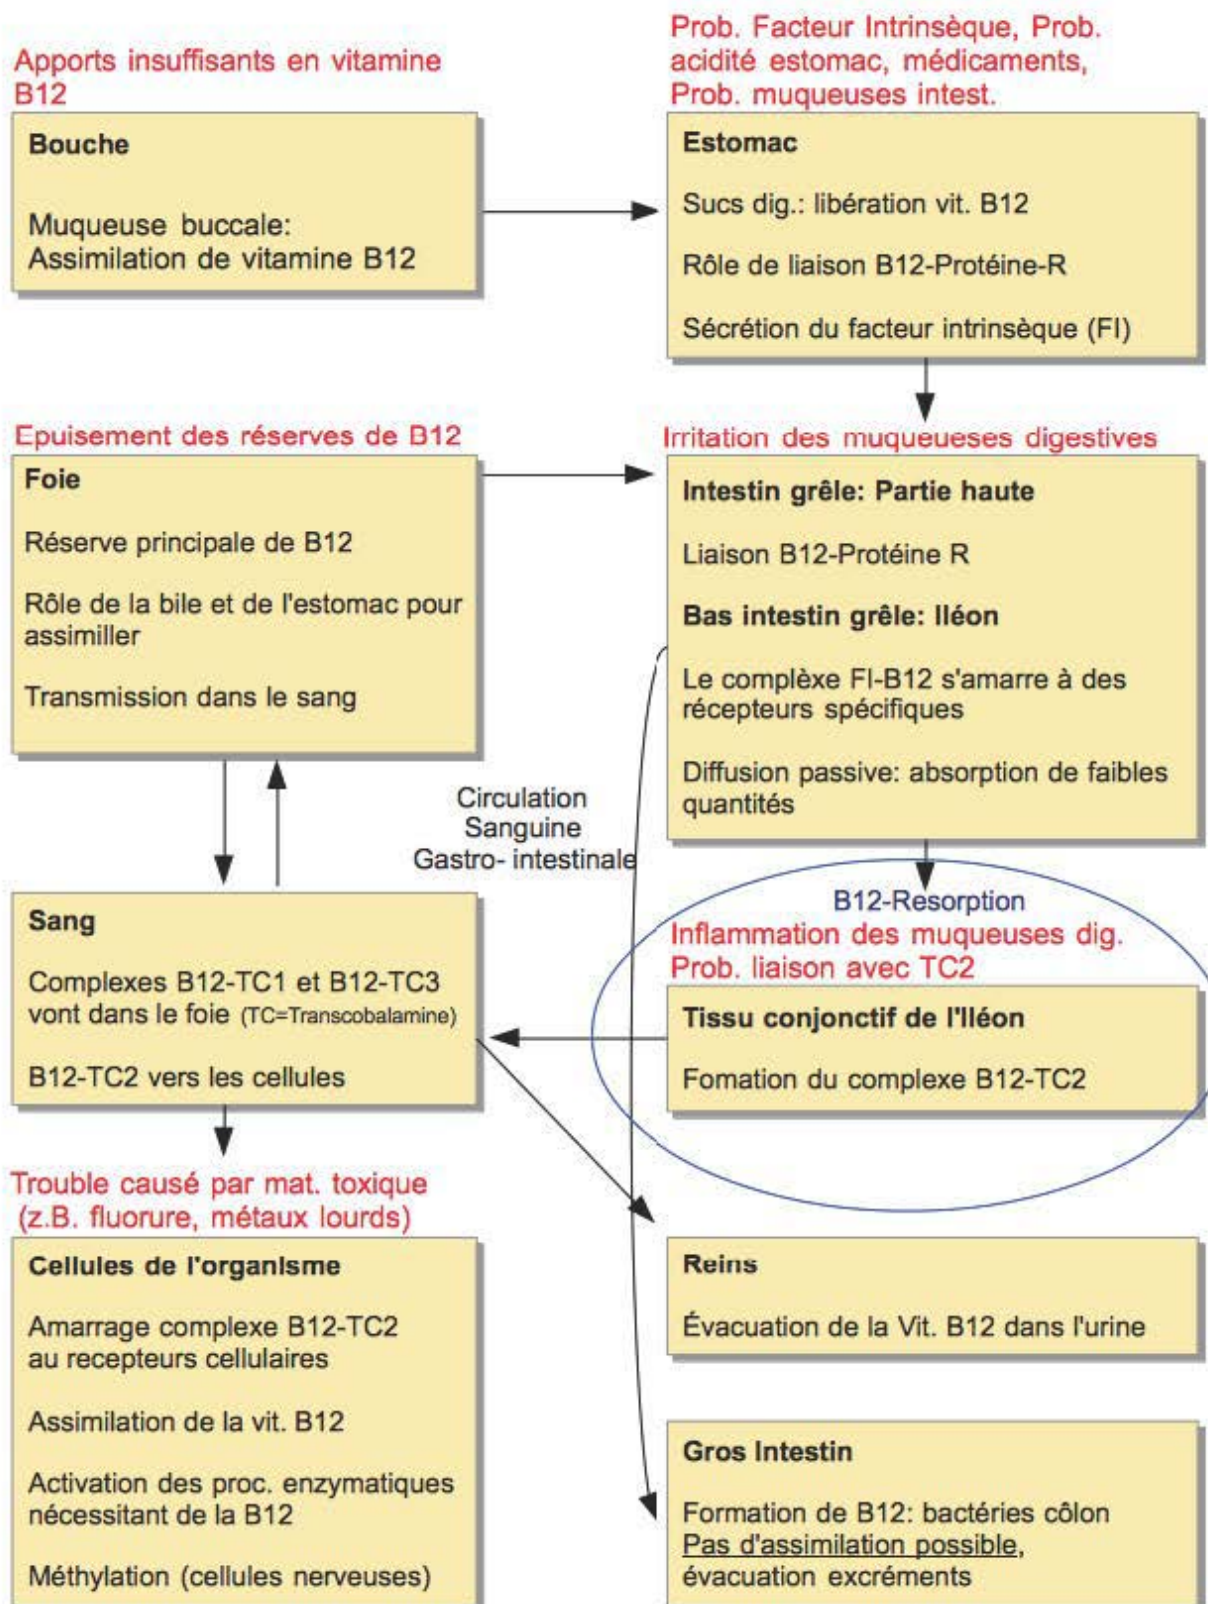 Apports insuffisants en vitamine
B12
Bouche
Muqueuse buccale:
Assimilation de vitamine B12
Prob. Facteur Intrinsèque, Prob.
acidité estomac, médicaments,
Prob. muqueuses intest.
Estomac
Sucs dig.: libération vit. B12
Rôle de liaison B12-Protéine-R
Sécrétion du facteur intrinsèque (FI)
Epuisement des réserves de B12
Foie
Réserve principale de B12
Rôle de la bile et de l'estomac pour
assimiller
Transmission dans le sang
Irritation des muqueueses digestives
Intestin grêle: Partie haute
Liaison B12-Protéine R
Bas intestin grêle: Iléon
Le complèxe FI-B12 s'amarre à des
récepteurs spécifiques
Diffusion passive: absorption de faibles
quantités
Circulation
Sanguine
Gastro- intestinale
Sang
Complexes B12-TC1 et B12-TC3
vont dans le foie (TC=Transcobalamine)
B12-TC2 vers les cellules
B12-Resorption
Inflammation des muqueuses dig.
Prob. liaison avec TC2
Tissu conjonctif de l'Iléon
Fomation du complexe B12-TC2
Trouble causé par mat. toxique
(z.B. fluorure, métaux lourds)
Cellules de l'organisme
Amarrage complexe B12-TC2
au recepteurs cellulaires
Assimilation de la vit. B12
Activation des proc. enzymatiques
nécessitant de la B12
Méthylation (cellules nerveuses)
Reins
Évacuation de la Vit. B12 dans l'urine
Gros Intestin
Formation de B12: bactéries côlon
Pas d'assimilation possible,
évacuation excréments